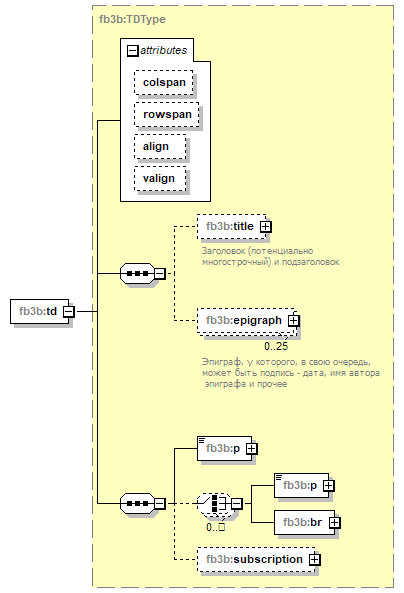 fb3b:TDType
attributes
colspan
rowspan
align
valign
fb3b:title
Заголовок (потенциально
многострочный) и подзаголовок
fb3b:td
fb3b:epigraph
0..25
Эпиграф, у которого, в свою очередь,
может быть подпись - дата, имя автора
эпиграфа и прочее
fb3b:p
fb3b:p
0..□
fb3b:br
fb3b:subscription